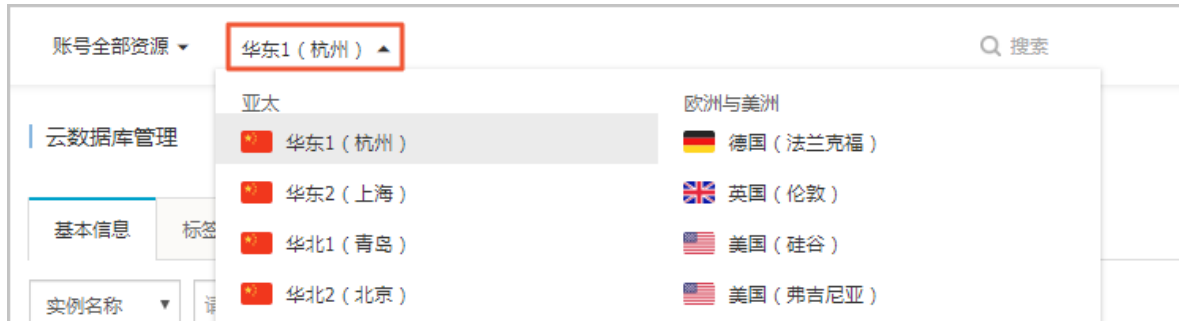 账号全部资源
华东1（杭州）
搜索
亚太
欧洲与美洲
云数据库管理
华东1（杭州）
德国（法兰克福）
华东2（上海）
英国（伦敦）
基本信息
标签
华北1（青岛）
美国（硅谷）
实例名称
华北2（北京）
美国（弗吉尼亚）